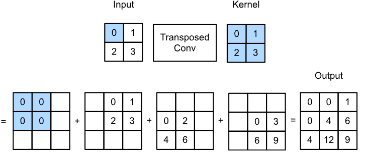 Input Kernel
0 1 Transposed 0 1
2 3 Conv 2 3
Output
0 0 0 1 0 0 1
= 0 0 + 2 3 + 0 2 + 0 3 = 0 4 6
4 6 6 9 4 12 9